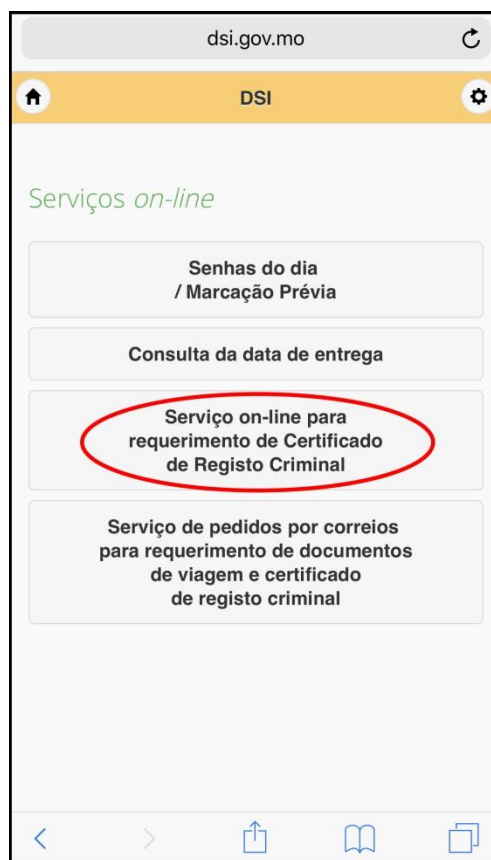 dsi.gov.mo
DSI
Serviços on-line
Senhas do dia
/ Marcação Prévia
Consulta da data de entrega
Serviço on-line para
requerimento de Certificado
de Registo Criminal
Serviço de pedidos por correios
para requerimento de documentos
de viagem e certificado
de registo criminal